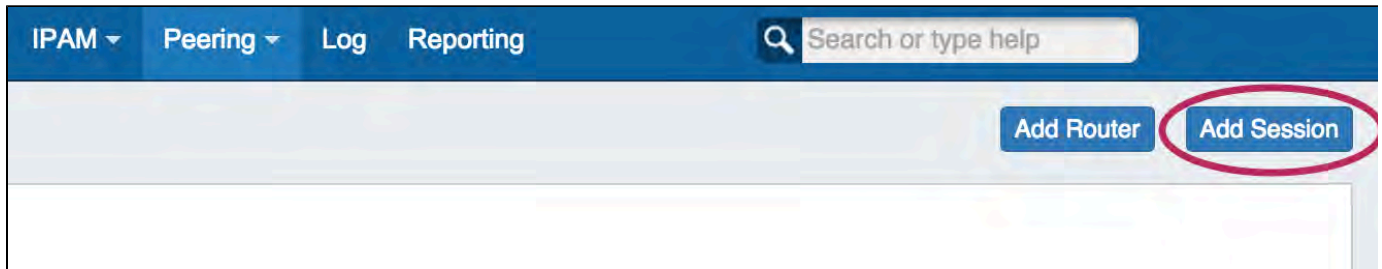 IPAM Peering Log Reporting Search or type help
Add Router Add Session